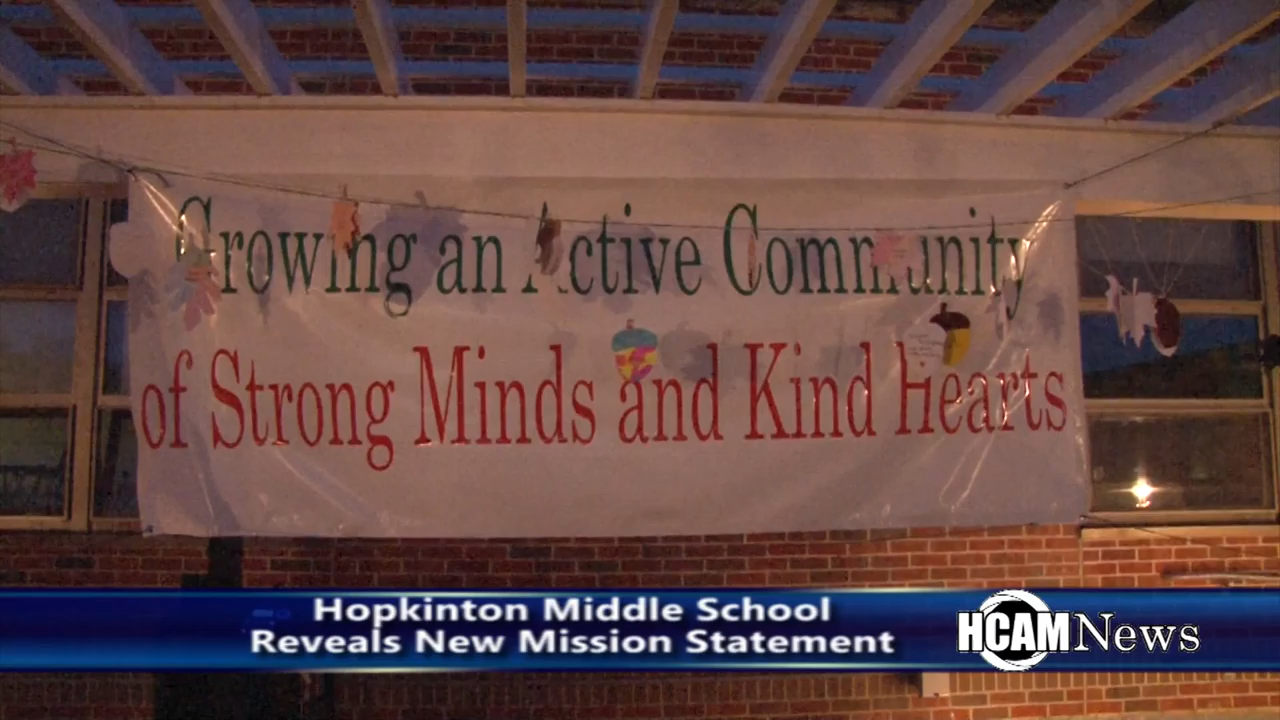 Growing an Active Community
of Strong Minds and Kind Hearts
Hopkinton Middle School
Reveals New Mission Statement
HCAM News